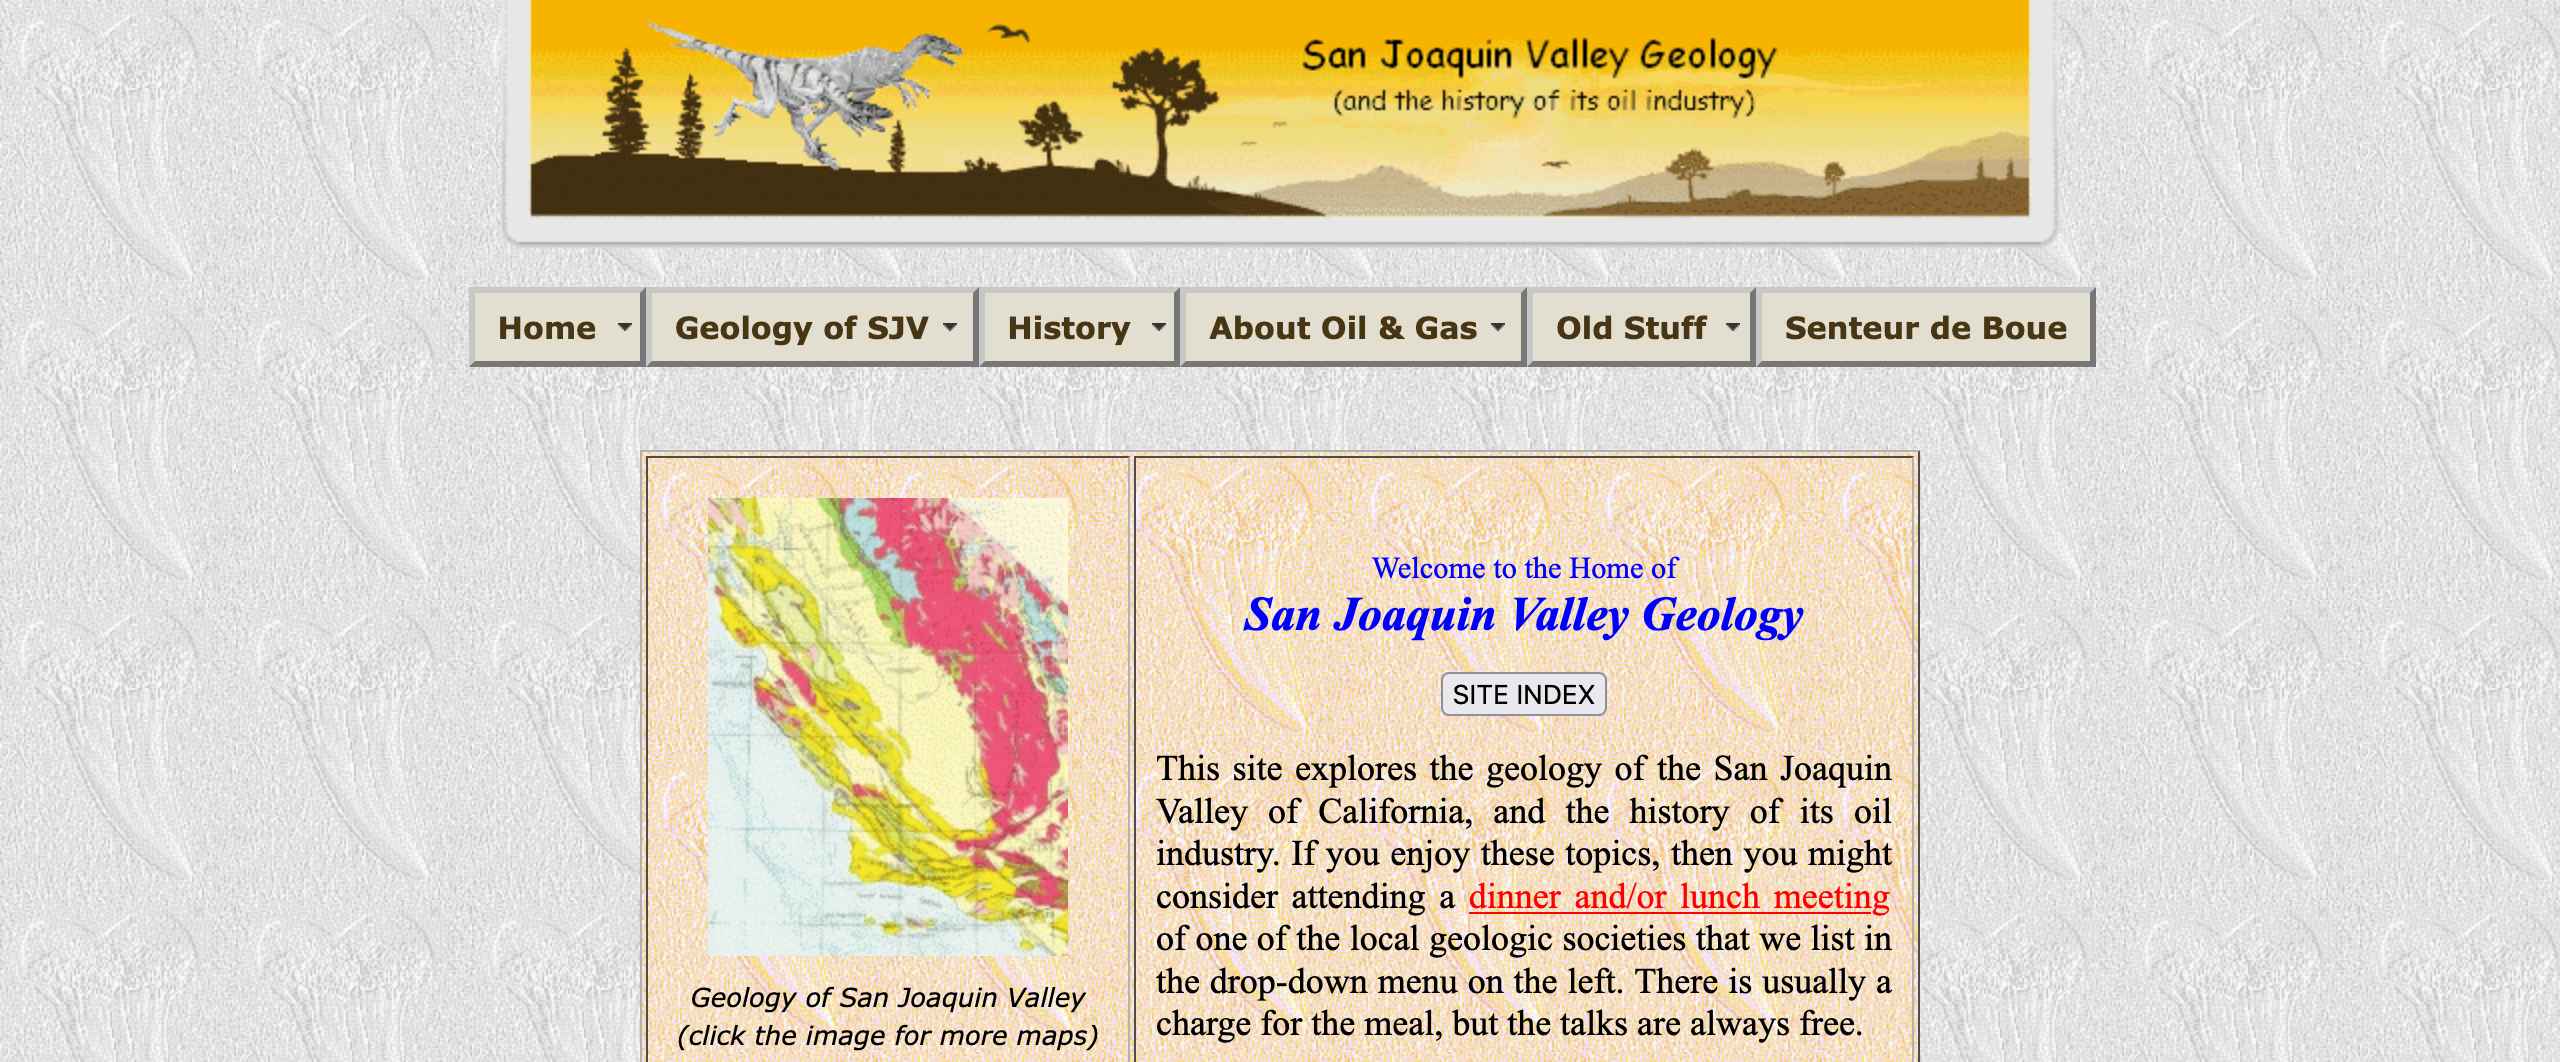 San Joaquin Valley Geology
(and the history of its oil industry)
Home
Geology of SJV
History
About Oil & Gas
Old Stuff
Senteur de Boue
Geology of San Joaquin Valley
(click the image for more maps)
Welcome to the Home of
San Joaquin Valley Geology
SITE INDEX
This site explores the geology of the San Joaquin
Valley of California, and the history of its oil
industry. If you enjoy these topics, then you might
consider attending a dinner and/or lunch meeting
of one of the local geologic societies that we list in
the drop-down menu on the left. There is usually a
charge for the meal, but the talks are always free.